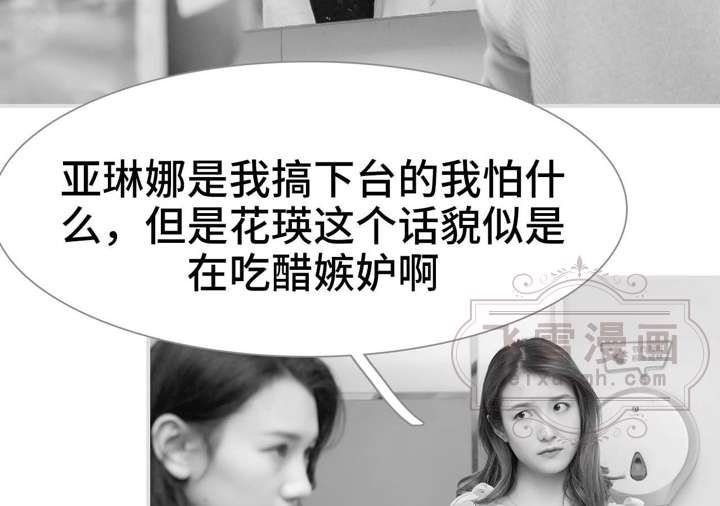 亚琳娜是我搞下台的我怕什
么，但是花瑛这个话貌似是
在吃醋嫉妒啊
飞雪漫画
feixuemh.com